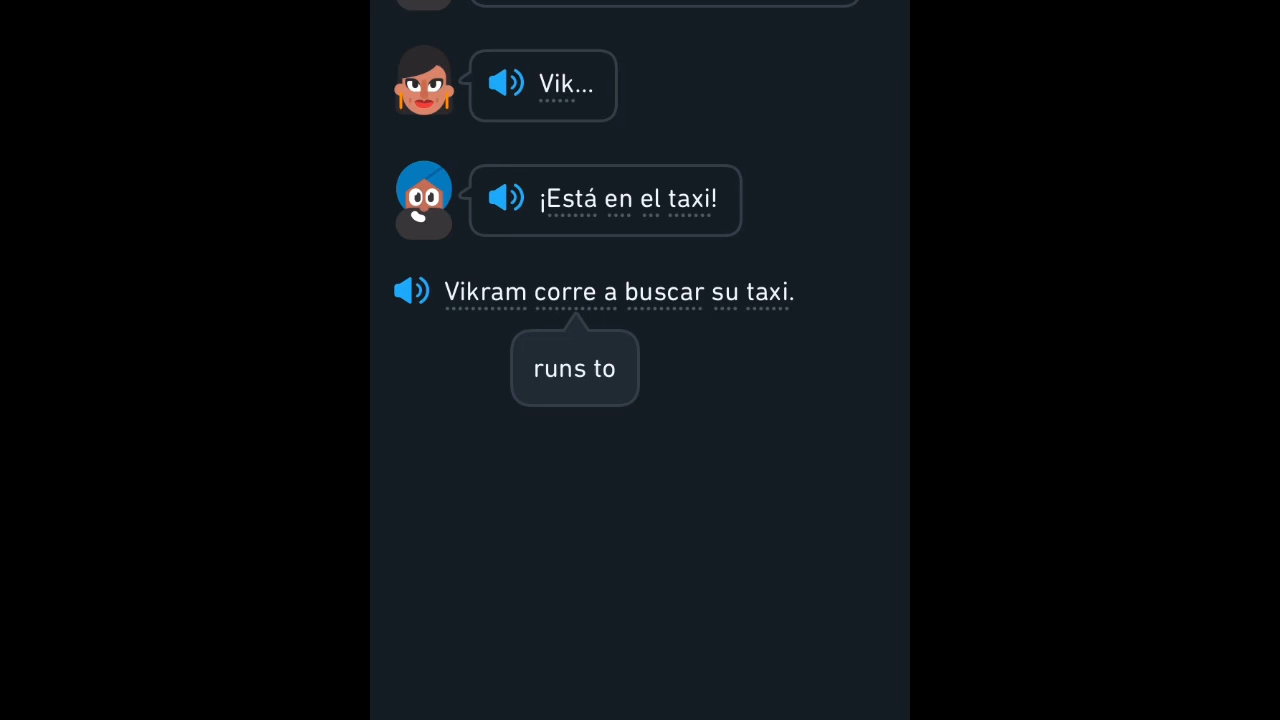 Vik...
¡Está en el taxi!
Vikram corre a buscar su taxi.
runs to